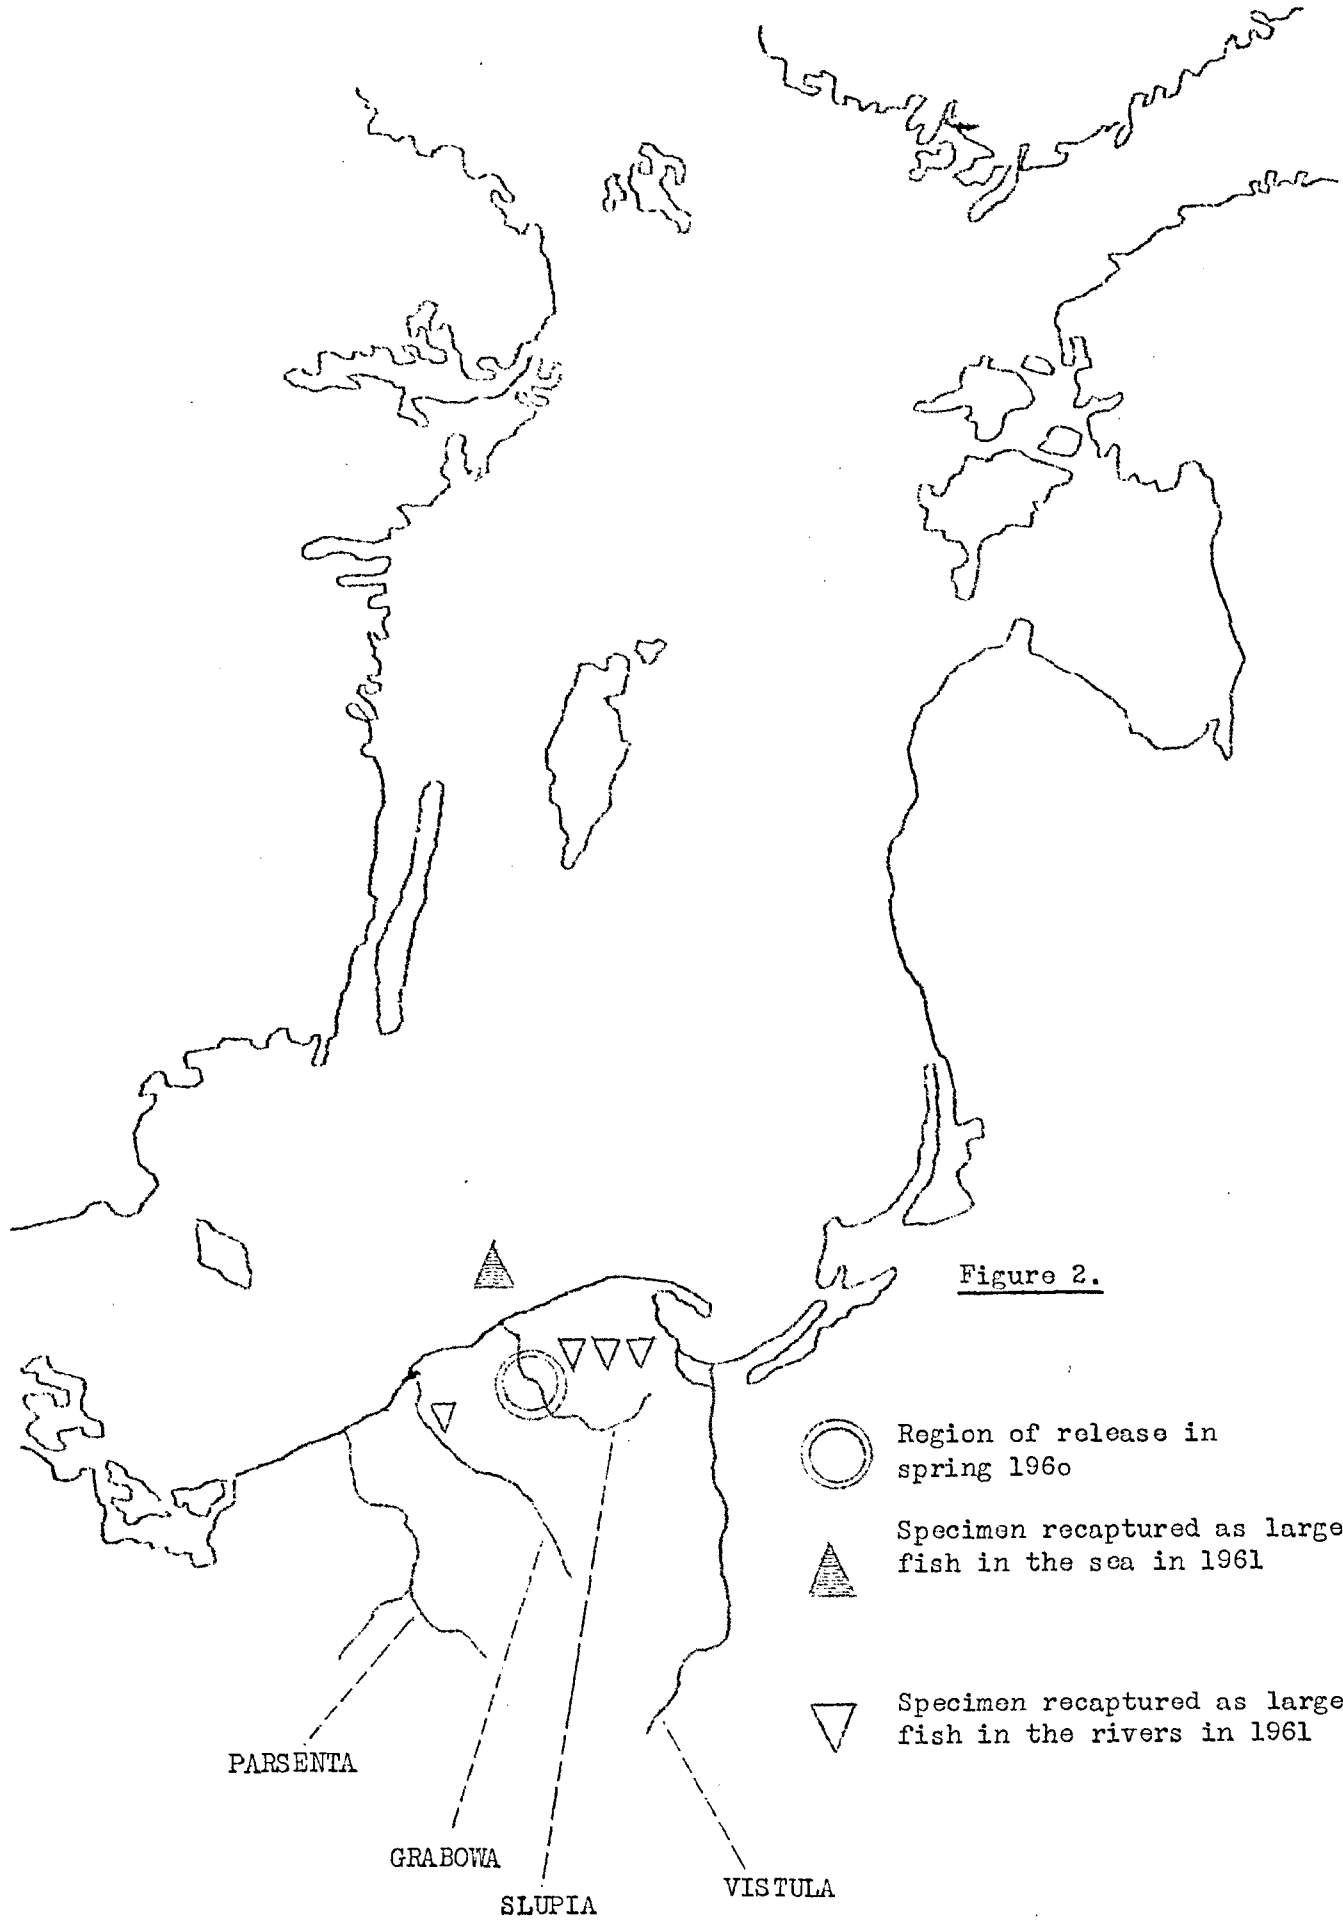 Figure 2.
Region of release in
spring 196o
Specimen recaptured as large
fish in the sea in 1961
Specimen recaptured as large
fish in the rivers in 1961
PARSENTA
GRABOWA
SLUPIA
VISTULA